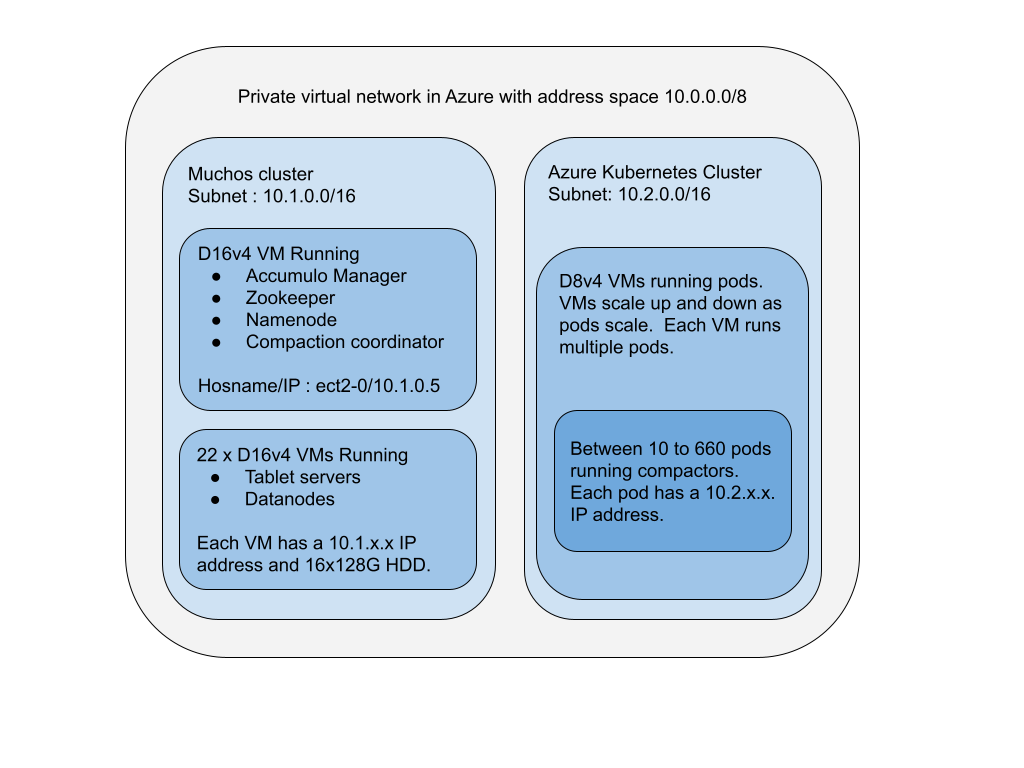 Private virtual network in Azure with address space 10.0.0.0/8
Muchos cluster
Subnet : 10.1.0.0/16
D16v4 VM Running
● Accumulo Manager
● Zookeeper
● Namenode
● Compaction coordinator
Hosname/IP : ect2-0/10.1.0.5
22 x D16v4 VMs Running
● Tablet servers
● Datanodes
Each VM has a 10.1.x.x IP
address and 16x128G HDD.
Azure Kubernetes Cluster
Subnet: 10.2.0.0/16
D8v4 VMs running pods.
VMs scale up and down as
pods scale.  Each VM runs
multiple pods.
Between 10 to 660 pods
running compactors.
Each pod has a 10.2.x.x.
IP address.